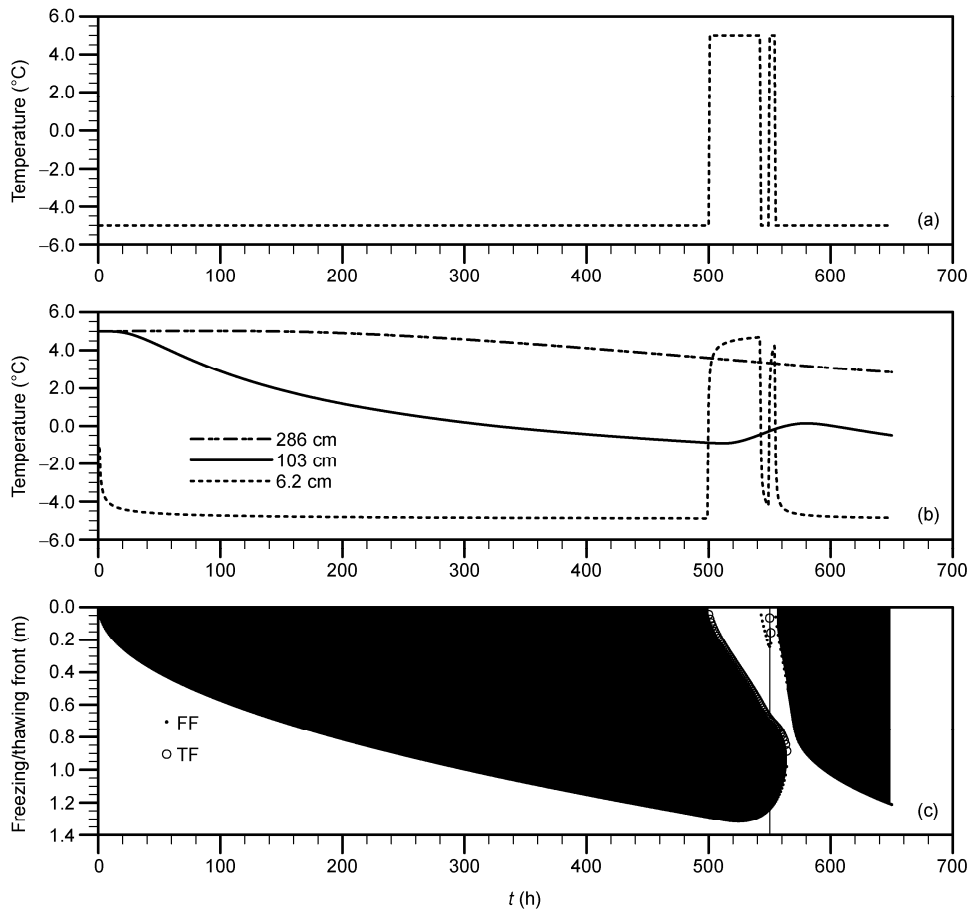 6.0
4.0
2.0
0.0
−2.0
−4.0
−6.0
Temperature (°C)
(a)
0 100 200 300 400 500 600 700
6.0
4.0
2.0
0.0
−2.0
−4.0
−6.0
Temperature (°C)
286 cm
103 cm
6.2 cm
(b)
0 100 200 300 400 500 600 700
0.0
0.2
0.4
0.6
0.8
1.0
1.2
1.4
Freezing/thawing front (m)
FF
TF
(c)
0 100 200 300 400 500 600 700
t (h)